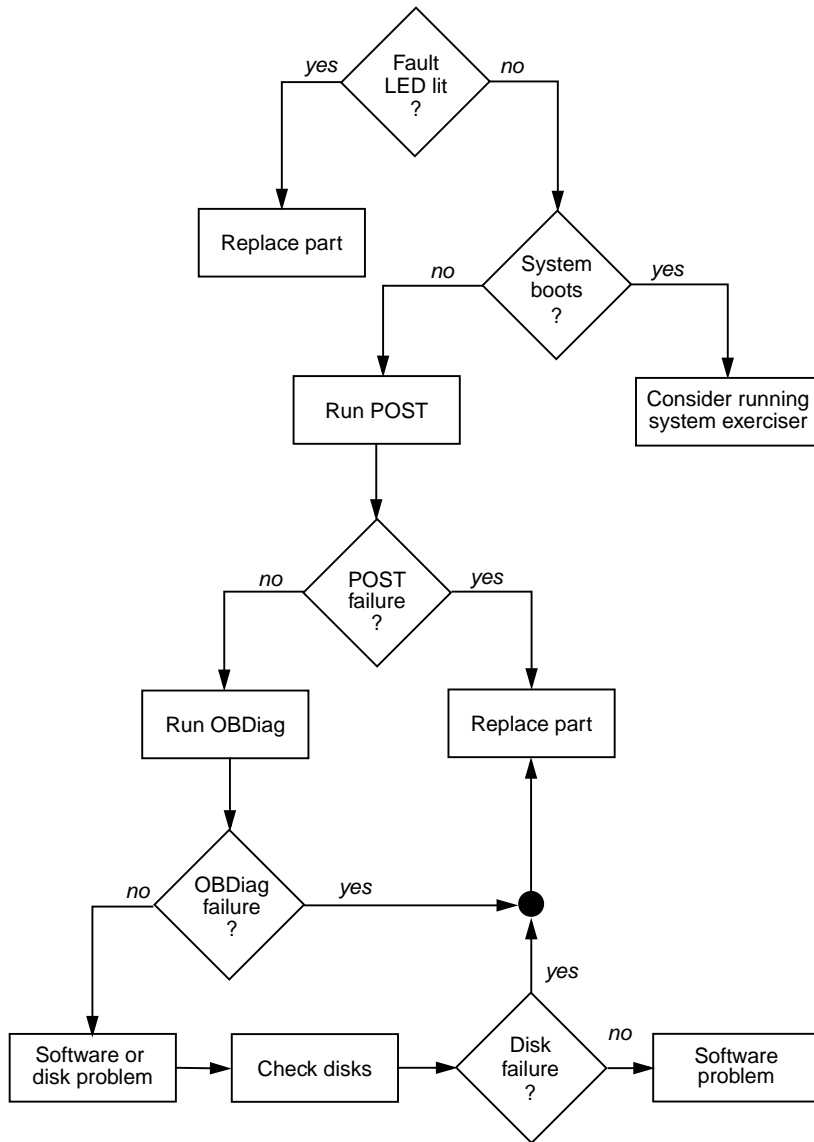 Fault
LED lit
?
yes
no
Replace part
System
boots
?
no
yes
Run POST
Consider running
system exerciser
POST
failure
?
no
yes
Run OBDiag
Replace part
OBDiag
failure
?
no
yes
yes
Software or
disk problem
Check disks
Disk
failure
?
no
Software
problem